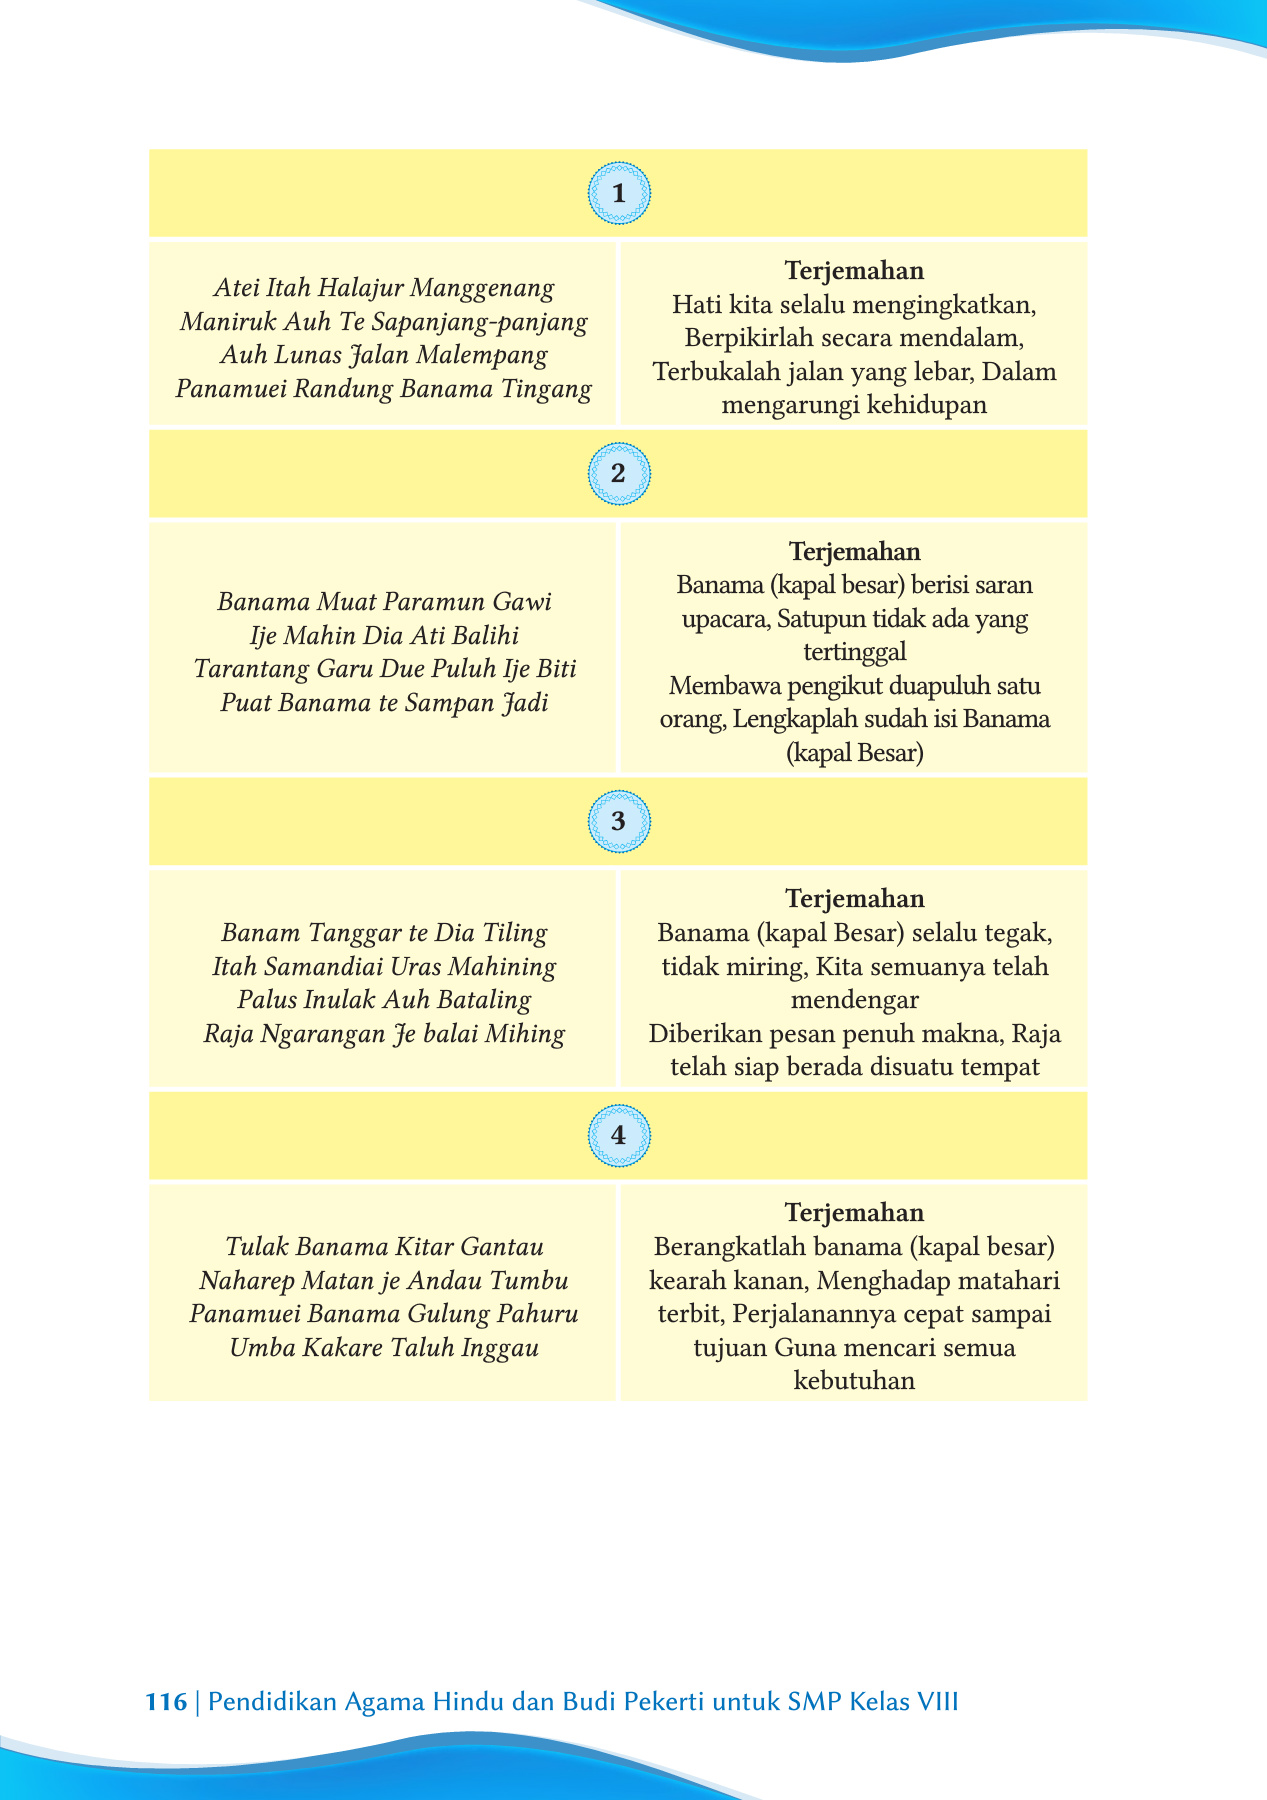 1
Atei Itah Halajur Manggenang
Maniruk Auh Te Sapanjang-panjang
Auh Lunas Jalan Malempang
Panamuei Randung Banama Tingang
Terjemahan
Hati kita selalu mengingkatkan,
Berpikirlah secara mendalam,
Terbukalah jalan yang lebar, Dalam
mengarungi kehidupan
2
Banama Muat Paramun Gawi
Ije Mahin Dia Ati Balihi
Tarantang Garu Due Puluh Ije Biti
Puat Banama te Sampan Jadi
Terjemahan
Banama (kapal besar) berisi saran
upacara, Satupun tidak ada yang
tertinggal
Membawa pengikut duapuluh satu
orang, Lengkaplah sudah isi Banama
(kapal Besar)
3
Banam Tanggar te Dia Tiling
Itah Samandiai Uras Mahining
Palus Inulak Auh Bataling
Raja Ngarangan Je balai Mihing
Terjemahan
Banama (kapal Besar) selalu tegak,
tidak miring, Kita semuanya telah
mendengar
Diberikan pesan penuh makna, Raja
telah siap berada disuatu tempat
4
Tulak Banama Kitar Gantau
Naharep Matan je Andau Tumbu
Panamuei Banama Gulung Pahuru
Umba Kakare Taluh Inggau
Terjemahan
Berangkatlah banama (kapal besar)
kearah kanan, Menghadap matahari
terbit, Perjalanannya cepat sampai
tujuan Guna mencari semua
kebutuhan
116 | Pendidikan Agama Hindu dan Budi Pekerti untuk SMP Kelas VIII